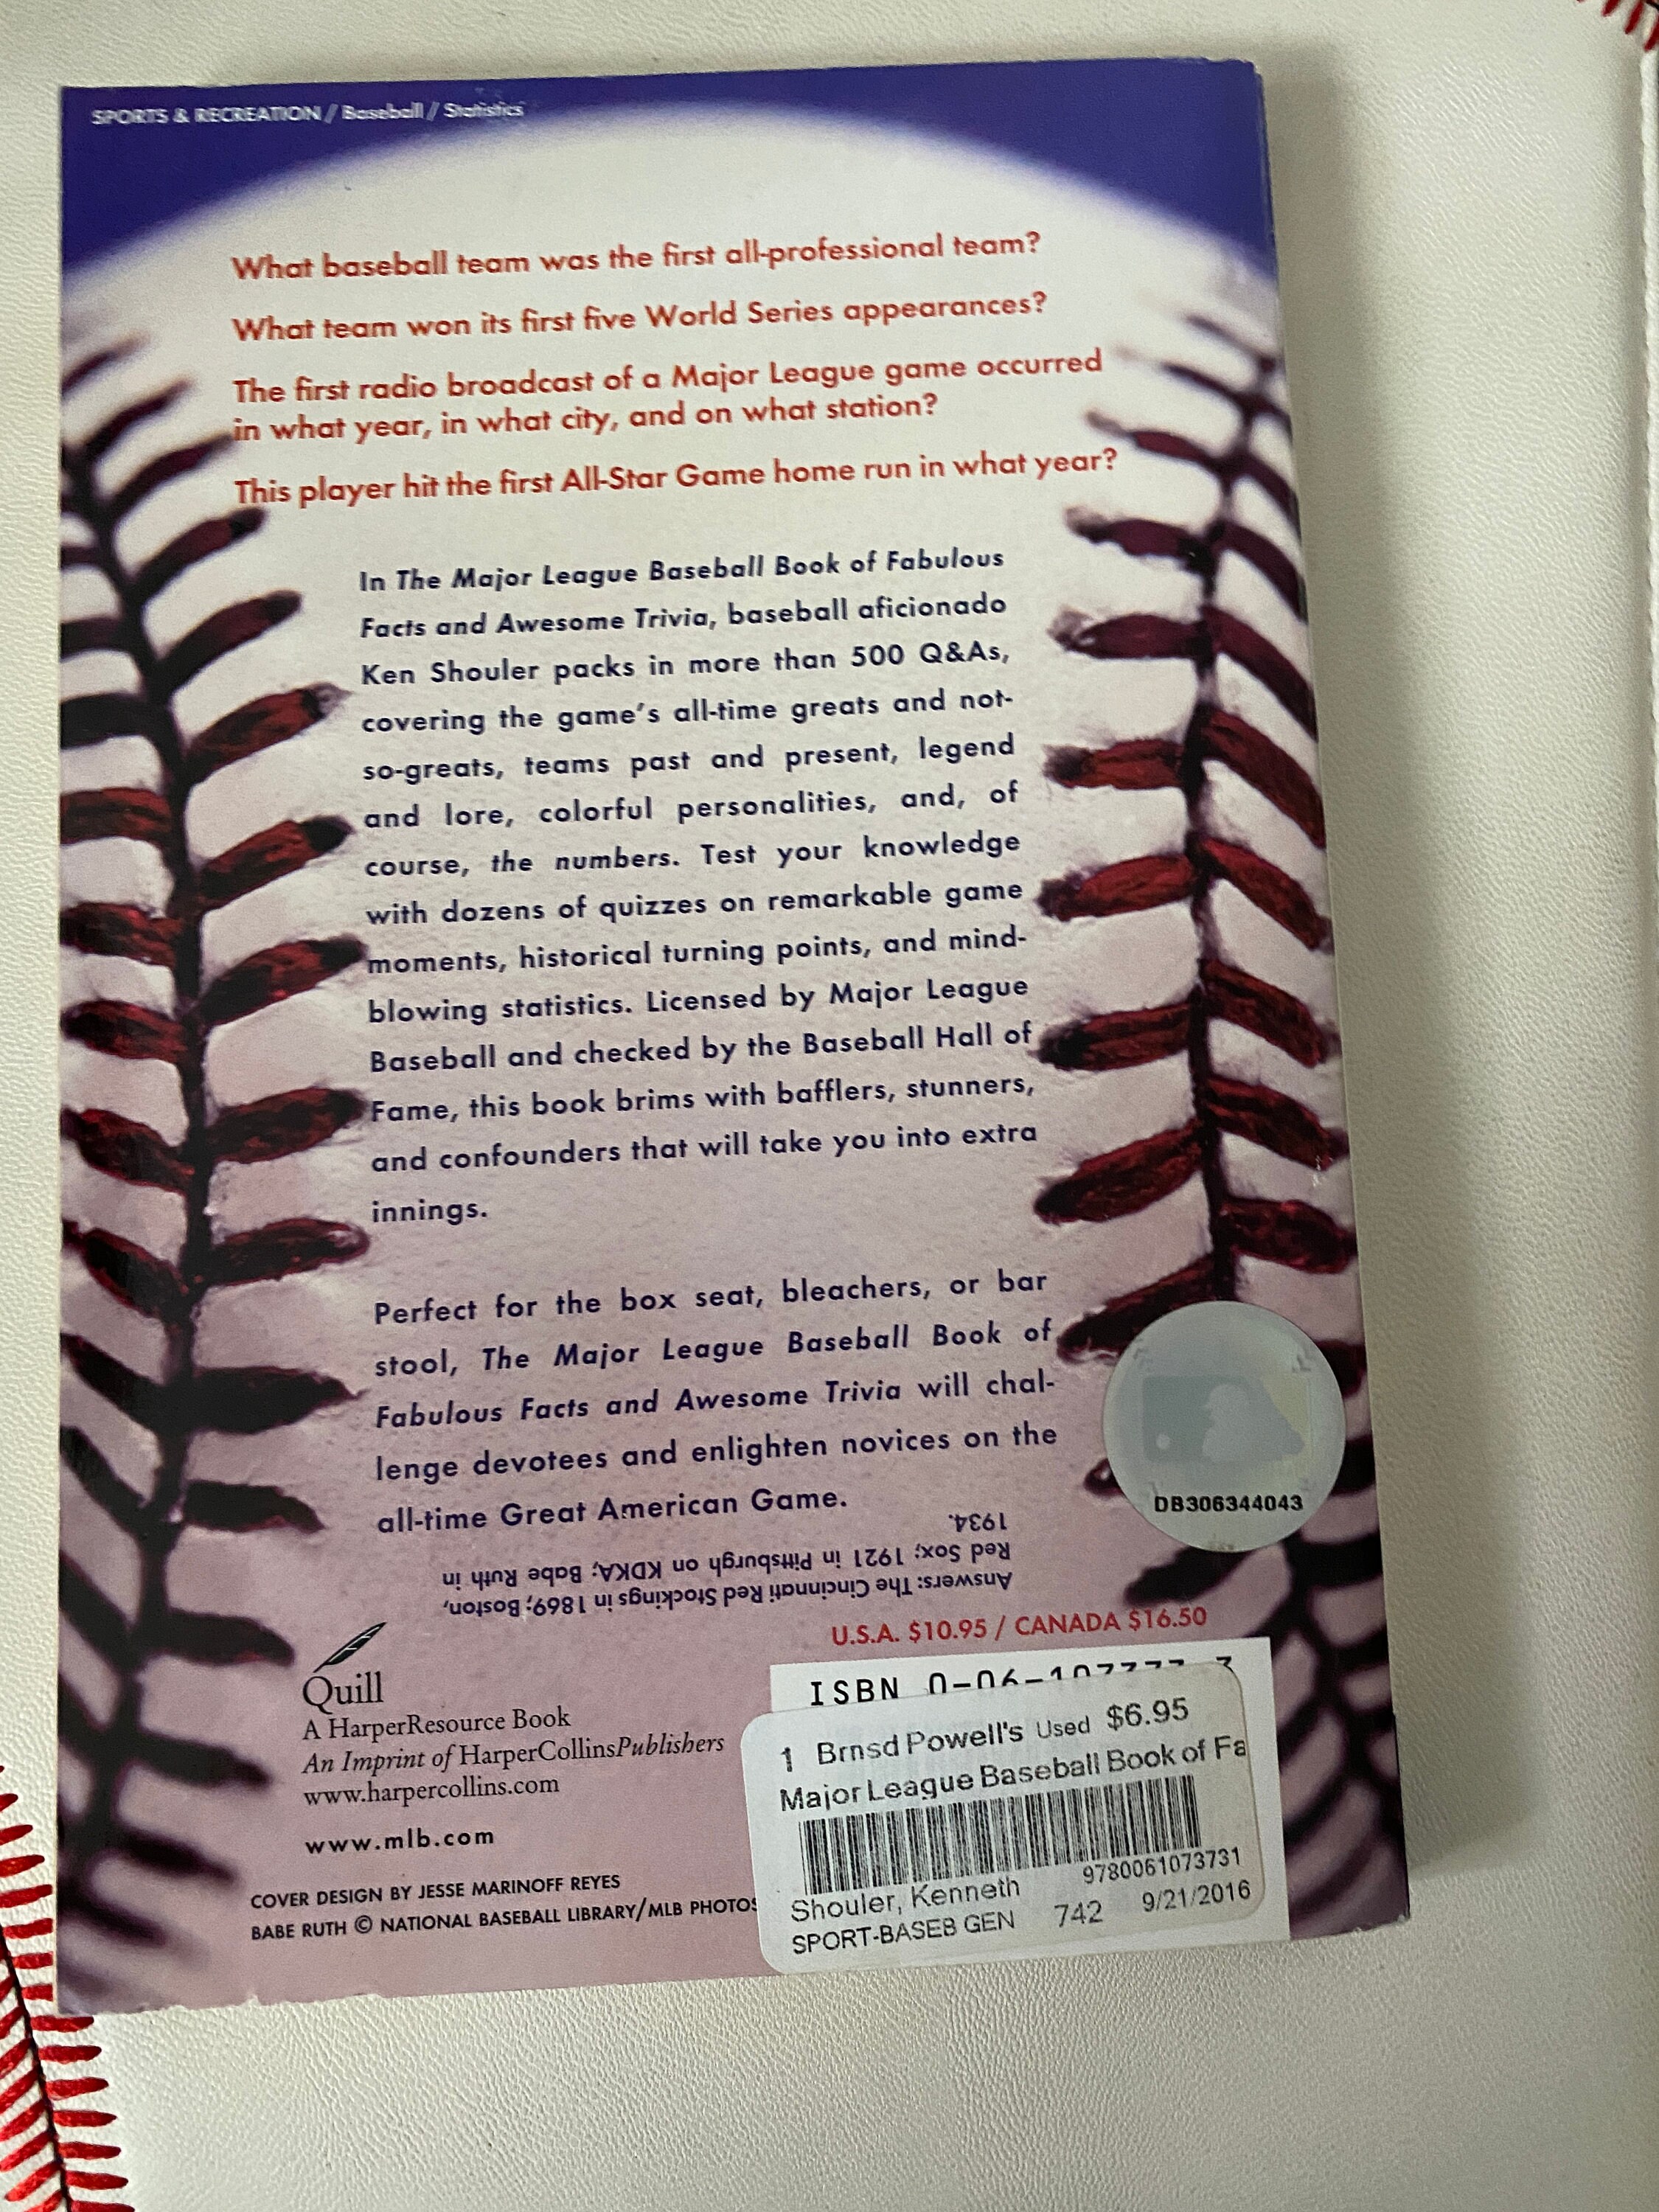 SPORTS & RECREATION / Baseball / Statistics
What baseball team was the first all-professional team?
What team won its first five World Series appearances?
The first radio broadcast of a Major League game occurred
in what year, in what city, and on what station?
This player hit the first All-Star Game home run in what year?
In The Major League Baseball Book of Fabulous
Facts and Awesome Trivia, baseball aficionado
Ken Shouler packs in more than 500 Q&As,
covering the game's all-time greats and not-
so-greats, teams past and present, legend
and lore, colorful personalities, and, of
course, the numbers. Test your knowledge
with dozens of quizzes on remarkable game
moments, historical turning points, and mind-
blowing statistics. Licensed by Major League
Baseball and checked by the Baseball Hall of
Fame, this book brims with bafflers, stunners,
and confounders that will take you into extra
innings.
Perfect for the box seat, bleachers, or bar
stool, The Major League Baseball Book of
Fabulous Facts and Awesome Trivia will chal-
lenge devotees and enlighten novices on the
all-time Great American Game.
Answers: The Cincinnati Red Stockings in 1869; Boston,
Red Sox; 1921 in Pittsburgh on KDKA; Babe Ruth in
1934.
DB306344043
U.S.A. $10.95 / CANADA $16.50
Quill
A HarperResource Book
An Imprint of HarperCollinsPublishers
www.harpercollins.com
www.mlb.com
COVER DESIGN BY JESSE MARINOFF REYES
BABE RUTH © NATIONAL BASEBALL LIBRARY/MLB PHOTOS
ISBN 0-06-
1 Brnsd Powell's Used $6.95
Major League Baseball Book of Fa
9780061073731
Shouler, Kenneth
SPORT-BASEB GEN 742 9/21/2016